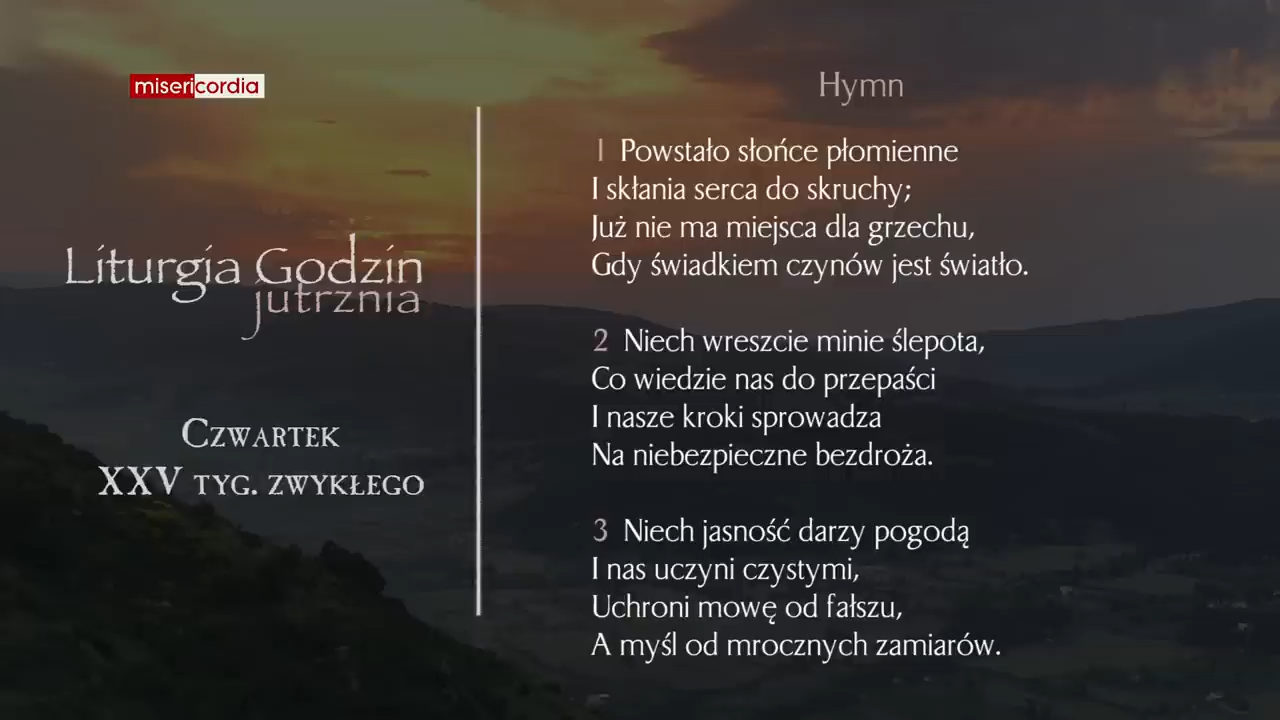 misericordia
Liturgia Godzin
jutrznia
Czwartek
XXV tyg. zwykłego
Hymn
1 Powstało słońce płomienne
I skłania serca do skruchy;
Już nie ma miejsca dla grzechu,
Gdy świadkiem czynów jest światło.
2 Niech wreszcie minie ślepota,
Co wiedzie nas do przepaści
I nasze kroki sprowadza
Na niebezpieczne bezdroża.
3 Niech jasność darzy pogodą
I nas uczyni czystymi,
Uchroni mowę od fałszu,
A myśl od mrocznych zamiarów.